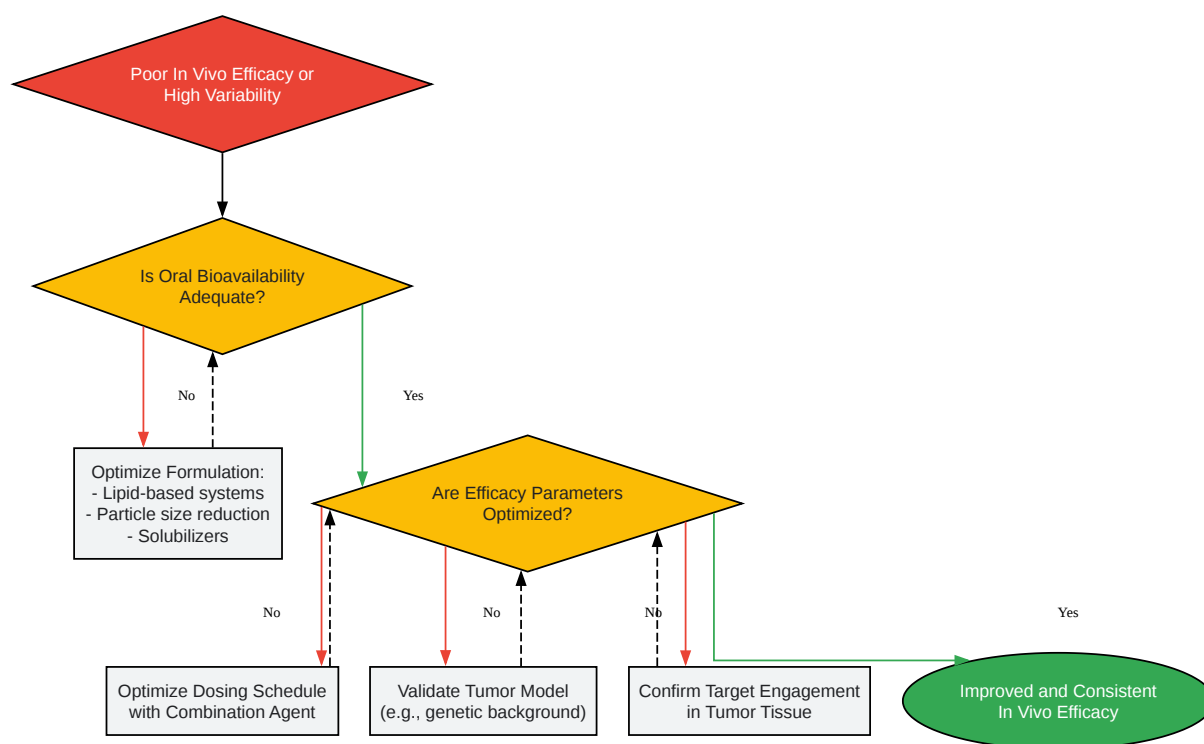 Poor In Vivo Efficacy or
High Variability
Is Oral Bioavailability
Adequate?
No
Yes
Optimize Formulation:
- Lipid-based systems
- Particle size reduction
- Solubilizers
Are Efficacy Parameters
Optimized?
No
No
No
Yes
Optimize Dosing Schedule
with Combination Agent
Validate Tumor Model
(e.g., genetic background)
Confirm Target Engagement
in Tumor Tissue
Improved and Consistent
In Vivo Efficacy